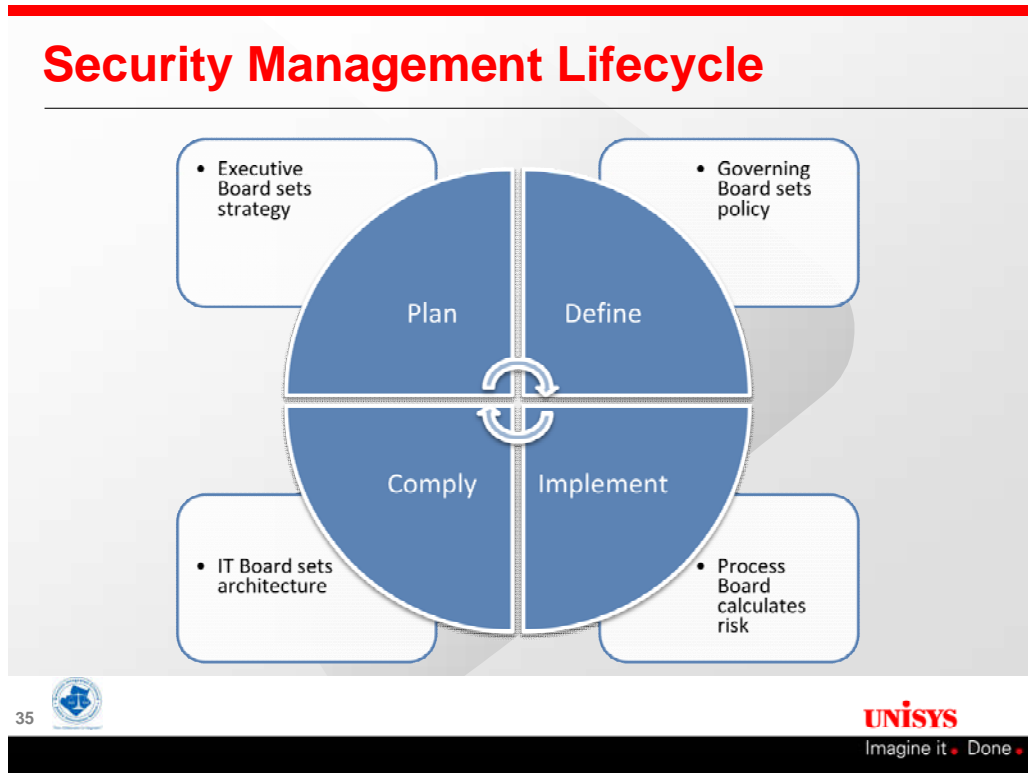 Security Management Lifecycle
• Executive
Board sets
strategy
• Governing
Board sets
policy
Plan
Define
Comply
Implement
• IT Board sets
architecture
• Process
Board
calculates
risk
35
UNISYS
Imagine it. Done.